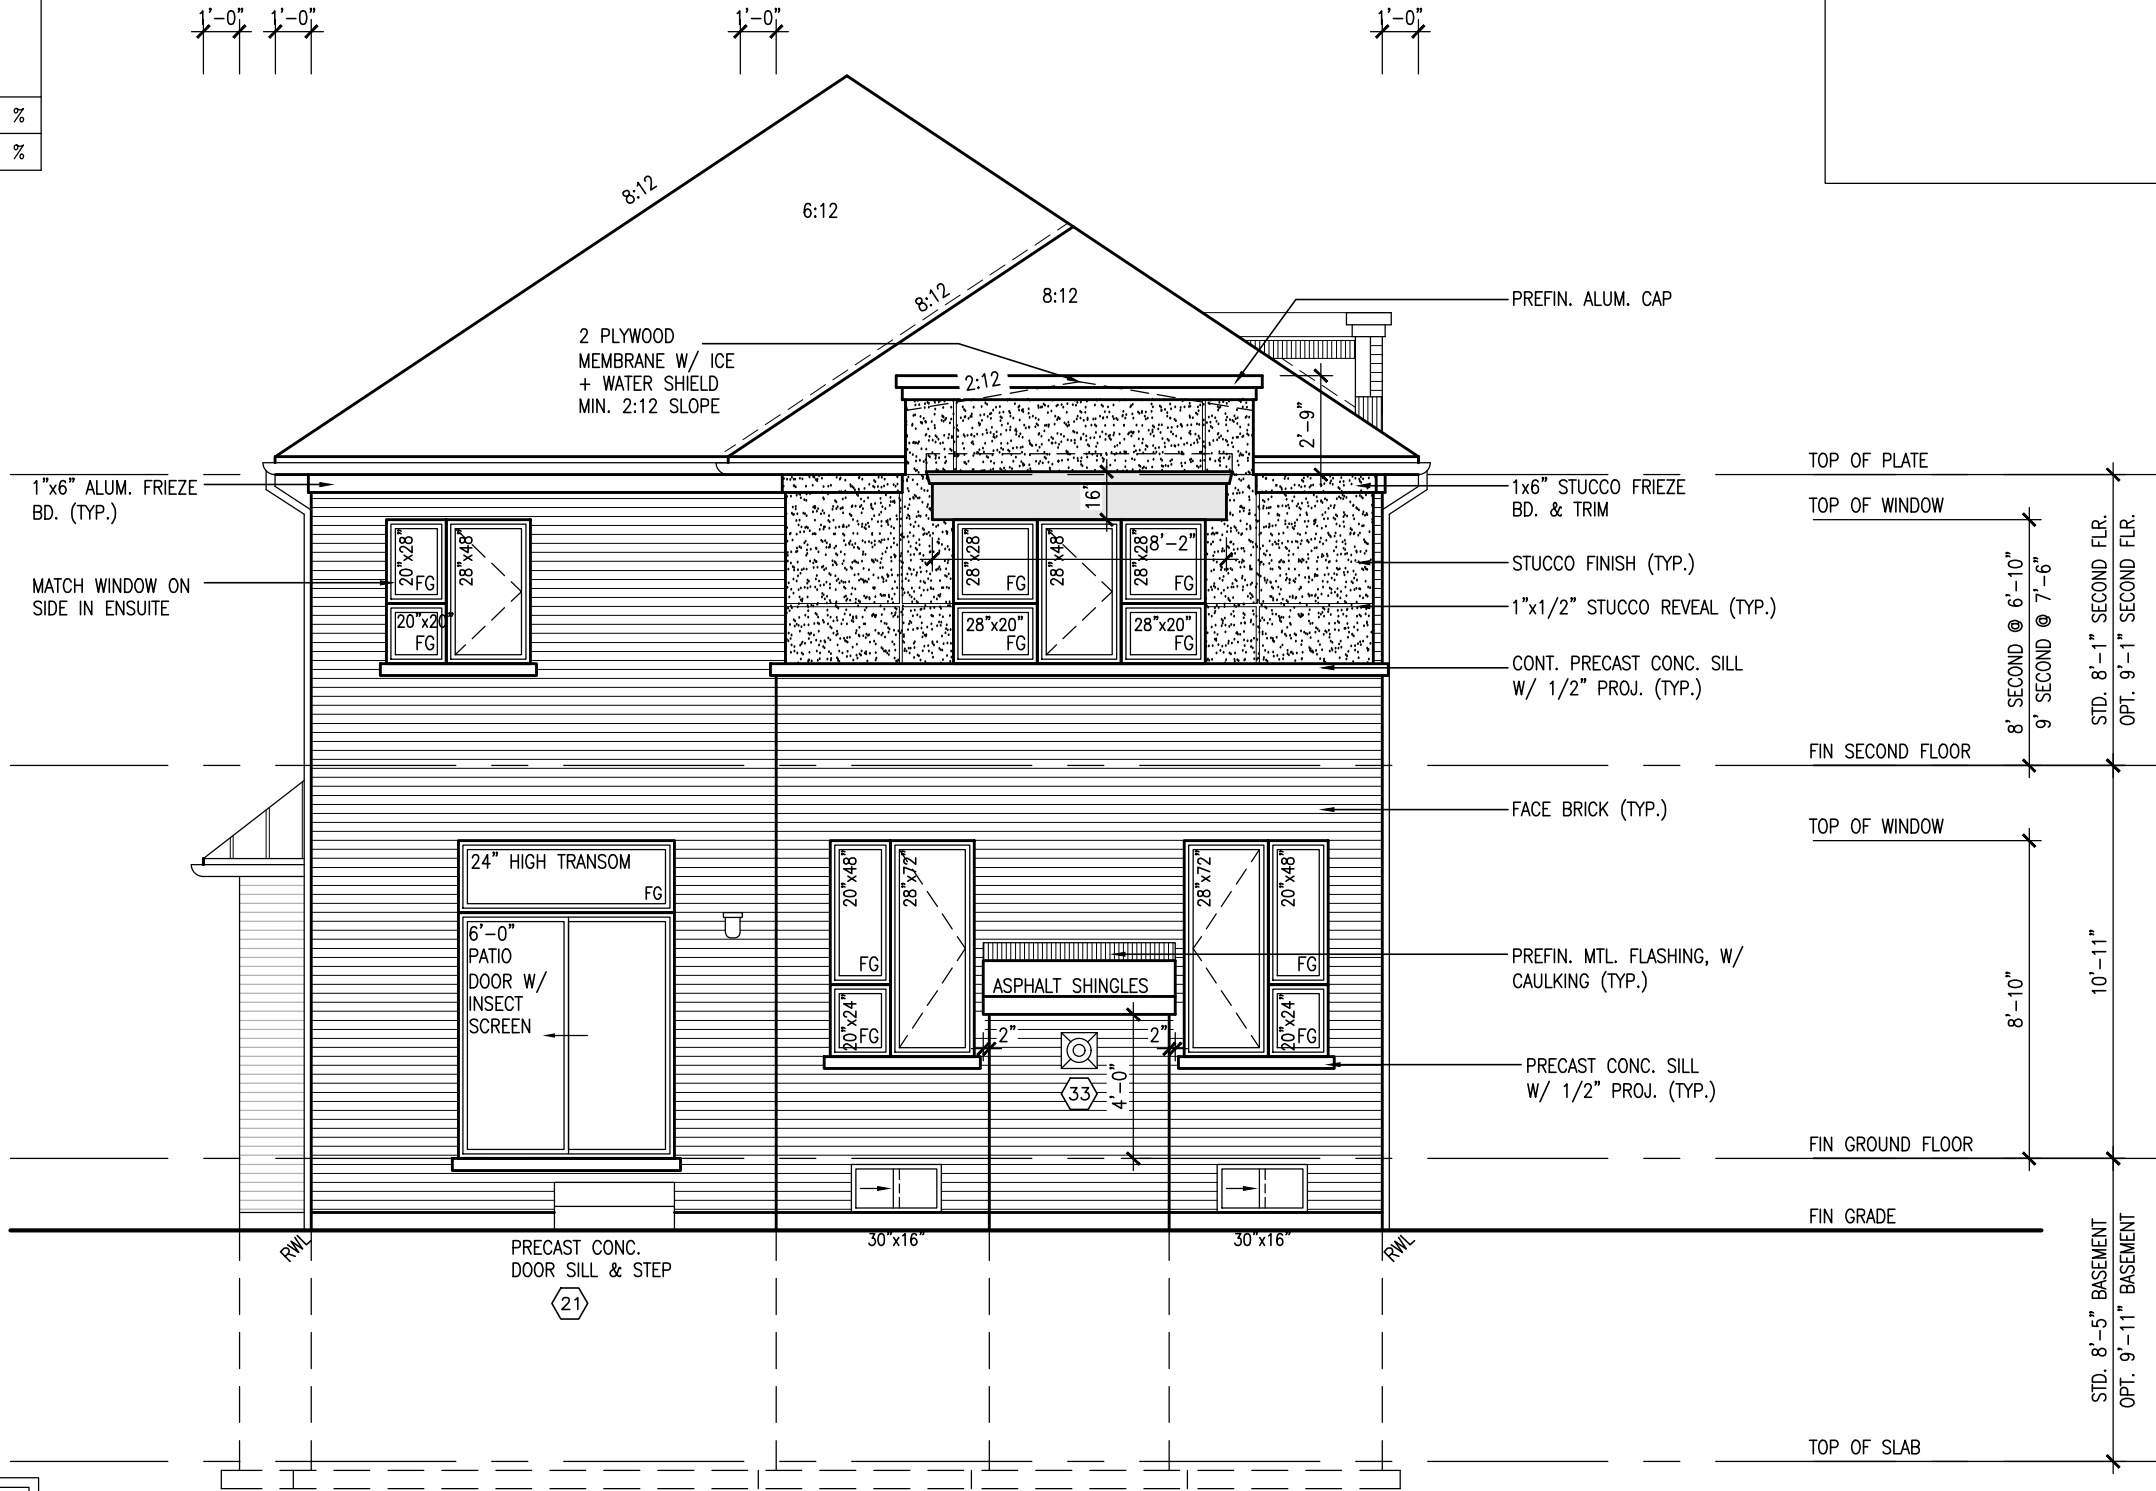 1'-0" 1'-0" 1'-0" 1'-0"
%
%
8:12
6:12
8:12
8:12
2:12
2 PLYWOOD
MEMBRANE W/ ICE
+ WATER SHIELD
MIN. 2:12 SLOPE
PREFIN. ALUM. CAP
2'-9"
16"
1"x6" ALUM. FRIEZE
BD. (TYP.)
MATCH WINDOW ON
SIDE IN ENSUITE
20"x28"
FG
28"x48"
20"x20"
FG
28"x28"
FG
28"x48"
28"x28"
8'-2"
FG
28"x20"
FG
28"x20"
FG
1x6" STUCCO FRIEZE
BD. & TRIM
STUCCO FINISH (TYP.)
1"x1/2" STUCCO REVEAL (TYP.)
CONT. PRECAST CONC. SILL
W/ 1/2" PROJ. (TYP.)
FACE BRICK (TYP.)
PREFIN. MTL. FLASHING, W/
CAULKING (TYP.)
PRECAST CONC. SILL
W/ 1/2" PROJ. (TYP.)
TOP OF PLATE
TOP OF WINDOW
FIN SECOND FLOOR
TOP OF WINDOW
FIN GROUND FLOOR
FIN GRADE
TOP OF SLAB
8' SECOND @ 6'-10"
9' SECOND @ 7'-6"
STD. 8'-1" SECOND FLR.
OPT. 9'-1" SECOND FLR.
8'-10"
10'-11"
STD. 8'-5" BASEMENT
OPT. 9'-11" BASEMENT
24" HIGH TRANSOM
FG
6'-0"
PATIO
DOOR W/
INSECT
SCREEN
20"x48"
FG
28"x72"
20"x24"
FG
28"x72"
20"x48"
FG
20"x24"
FG
ASPHALT SHINGLES
2"
2"
33
4'-0"
30"x16"
30"x16"
RWL
RWL
PRECAST CONC.
DOOR SILL & STEP
21